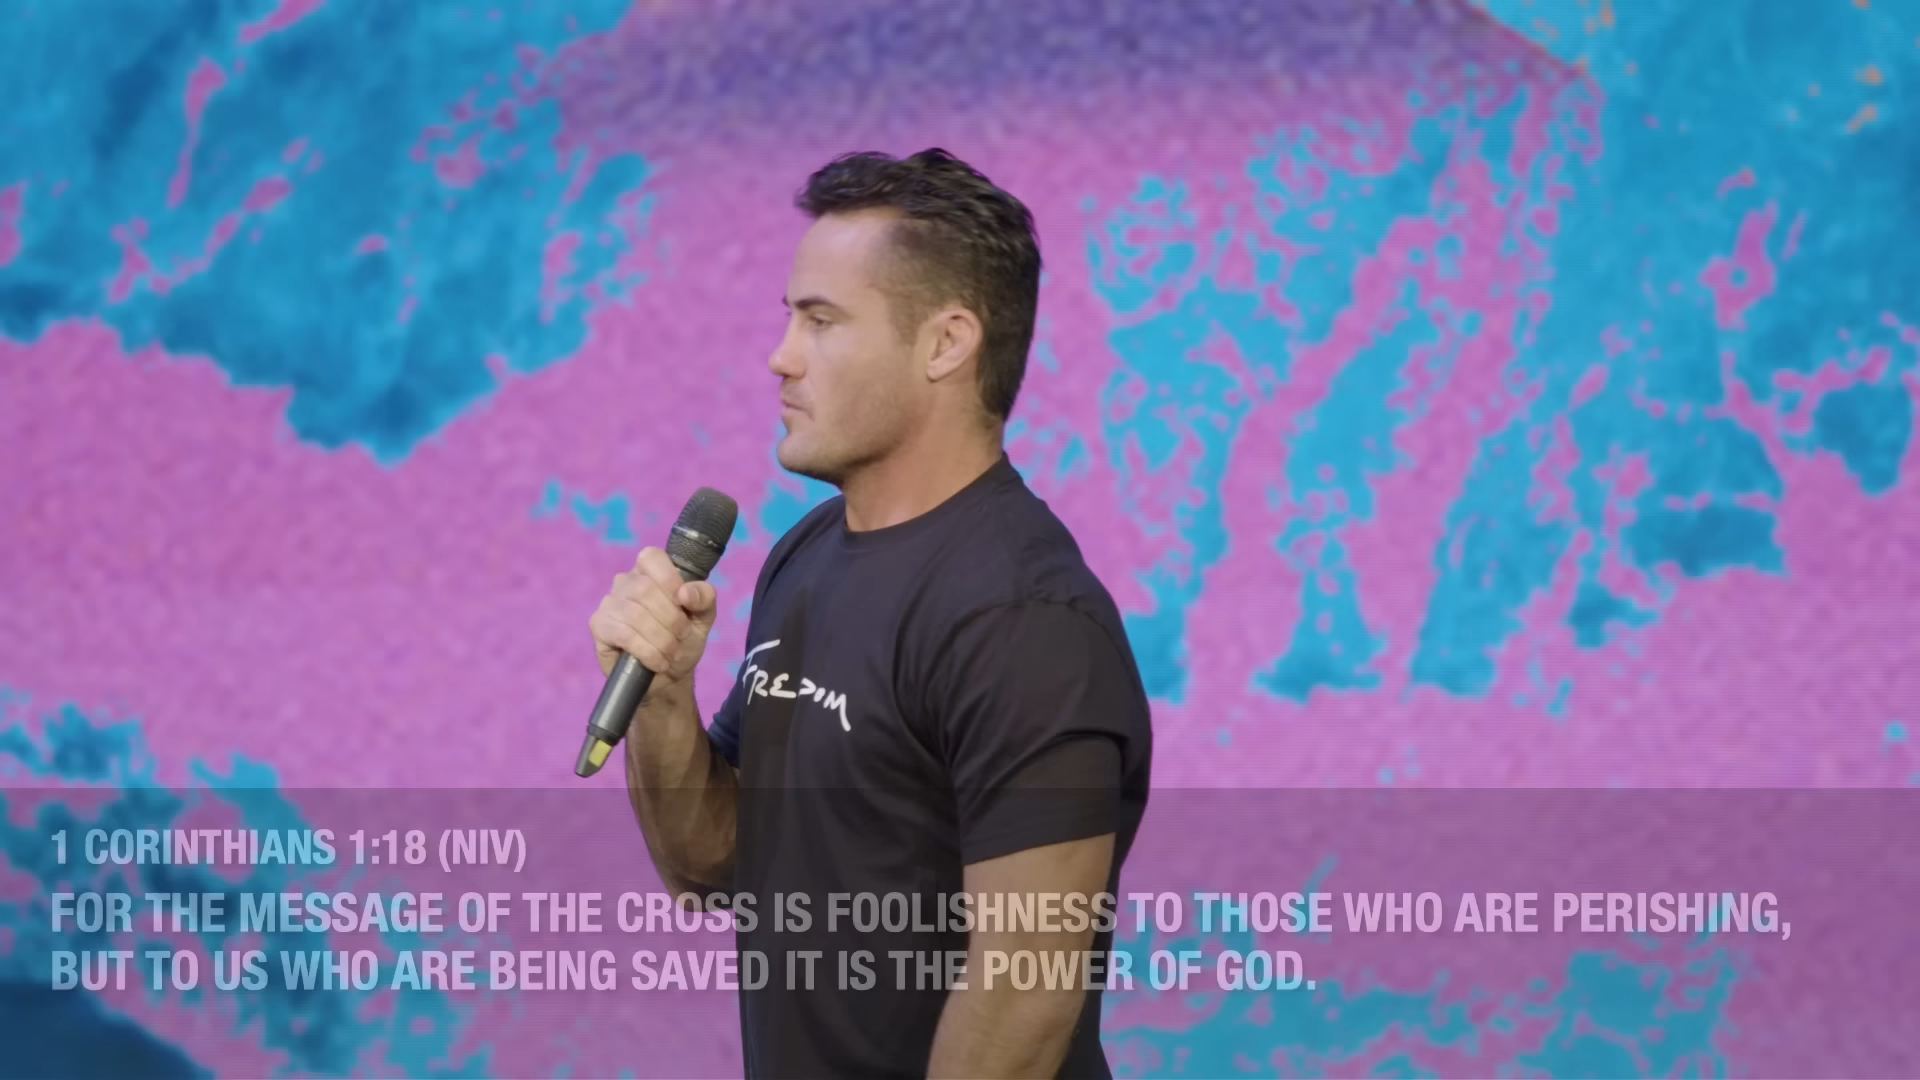 FREEDOM
1 CORINTHIANS 1:18 (NIV)
FOR THE MESSAGE OF THE CROSS IS FOOLISHNESS TO THOSE WHO ARE PERISHING,
BUT TO US WHO ARE BEING SAVED IT IS THE POWER OF GOD.